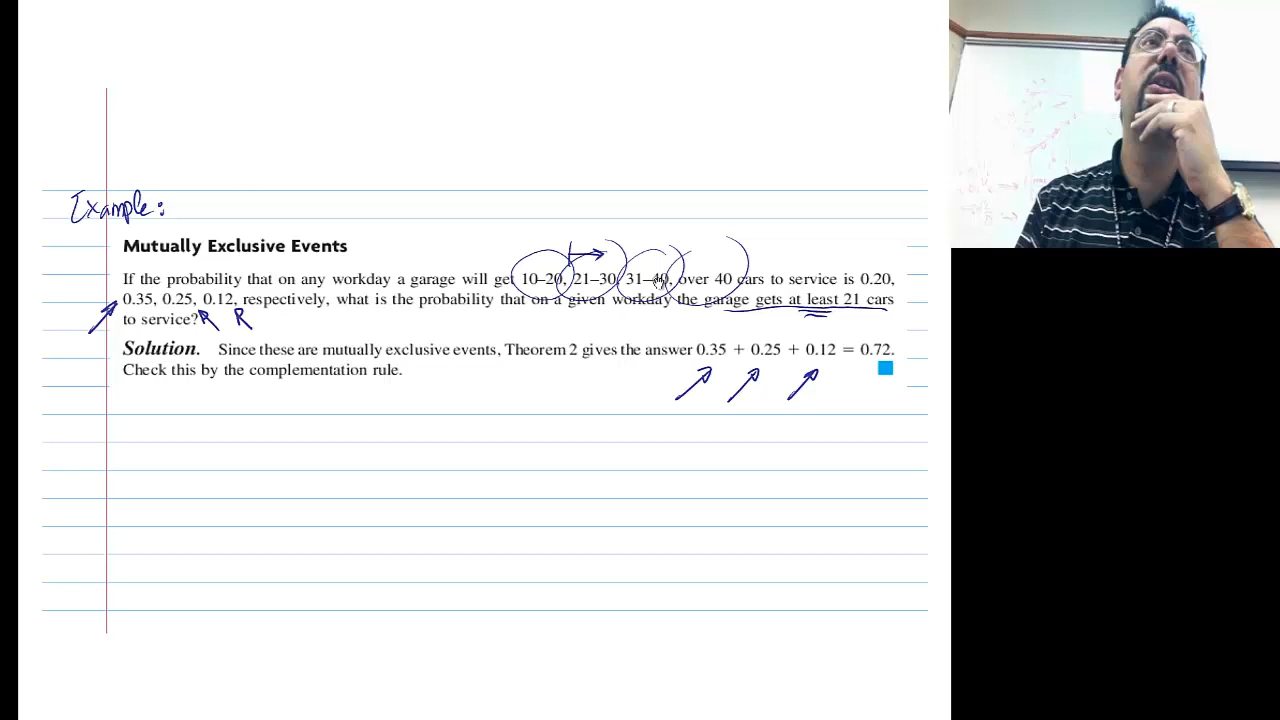 Example:
Mutually Exclusive Events
If the probability that on any workday a garage will get 10–20, 21–30, 31–40, over 40 cars to service is 0.20,
0.35, 0.25, 0.12, respectively, what is the probability that on a given workday the garage gets at least 21 cars
to service?
Solution. Since these are mutually exclusive events, Theorem 2 gives the answer 0.35 + 0.25 + 0.12 = 0.72.
Check this by the complementation rule.